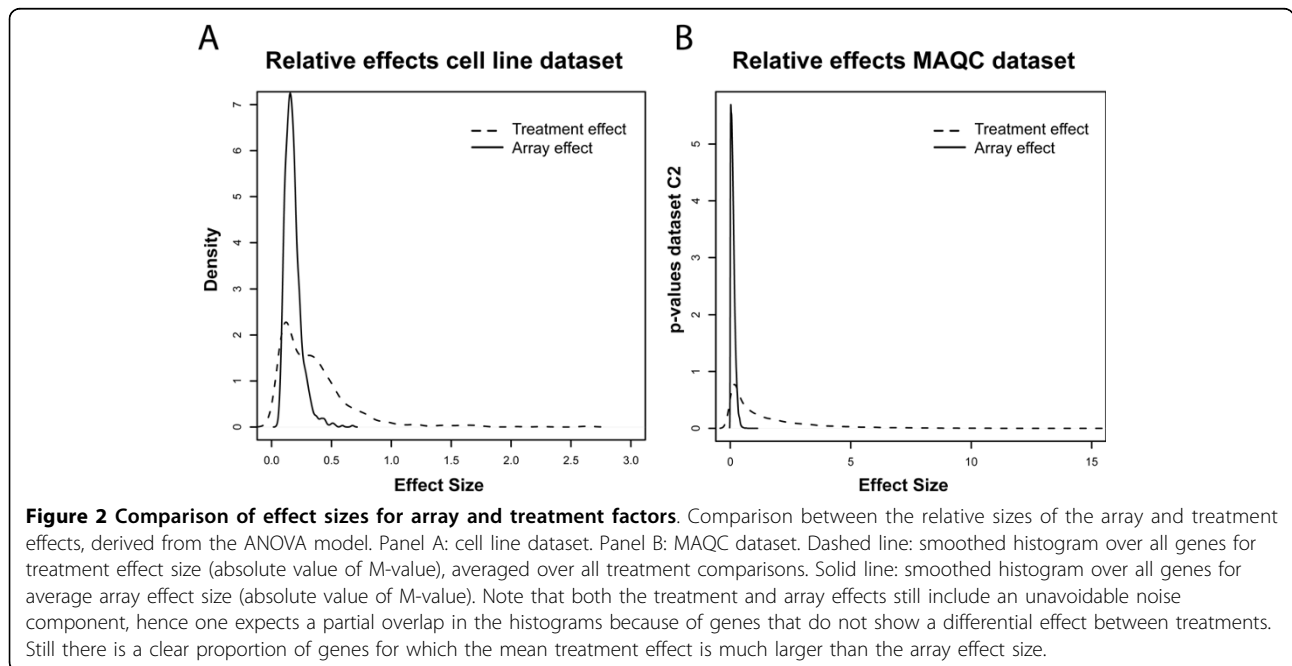 A
Relative effects cell line dataset
Treatment effect
Array effect
Density
0
1
2
3
4
5
6
7
0.0 0.5 1.0 1.5 2.0 2.5 3.0
Effect Size
B
Relative effects MAQC dataset
Treatment effect
Array effect
p-values dataset C2
0
1
2
3
4
5
0 5 10 15
Effect Size
Figure 2 Comparison of effect sizes for array and treatment factors. Comparison between the relative sizes of the array and treatment
effects, derived from the ANOVA model. Panel A: cell line dataset. Panel B: MAQC dataset. Dashed line: smoothed histogram over all genes for
treatment effect size (absolute value of M-value), averaged over all treatment comparisons. Solid line: smoothed histogram over all genes for
average array effect size (absolute value of M-value). Note that both the treatment and array effects still include an unavoidable noise
component, hence one expects a partial overlap in the histograms because of genes that do not show a differential effect between treatments.
Still there is a clear proportion of genes for which the mean treatment effect is much larger than the array effect size.